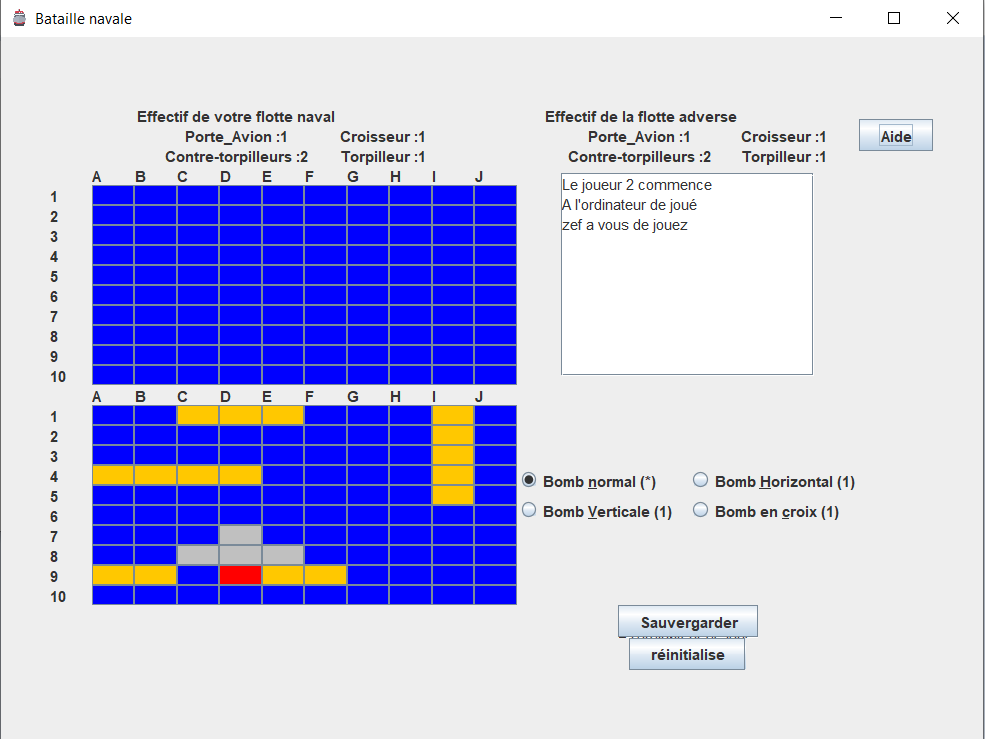 Bataille navale
Effectif de votre flotte naval
Porte_Avion :1 Croisseur :1
Contre-torpilleurs :2 Torpilleur :1
Effectif de la flotte adverse
Porte_Avion :1 Croisseur :1
Contre-torpilleurs :2 Torpilleur :1
Aide
A B C D E F G H I J
1
2
3
4
5
6
7
8
9
10
Le joueur 2 commence
A l'ordinateur de joué
zef a vous de jouez
A B C D E F G H I J
1
2
3
4
5
6
7
8
9
10
Bomb normal (*) Bomb Horizontal (1)
Bomb Verticale (1) Bomb en croix (1)
Sauvergarder
réinitialise